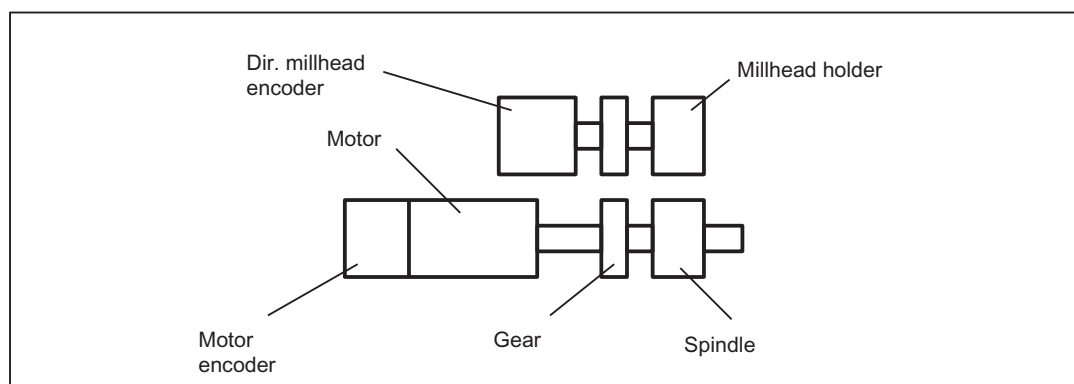 Dir. millhead
encoder
Millhead holder
Motor
Motor
encoder
Gear
Spindle